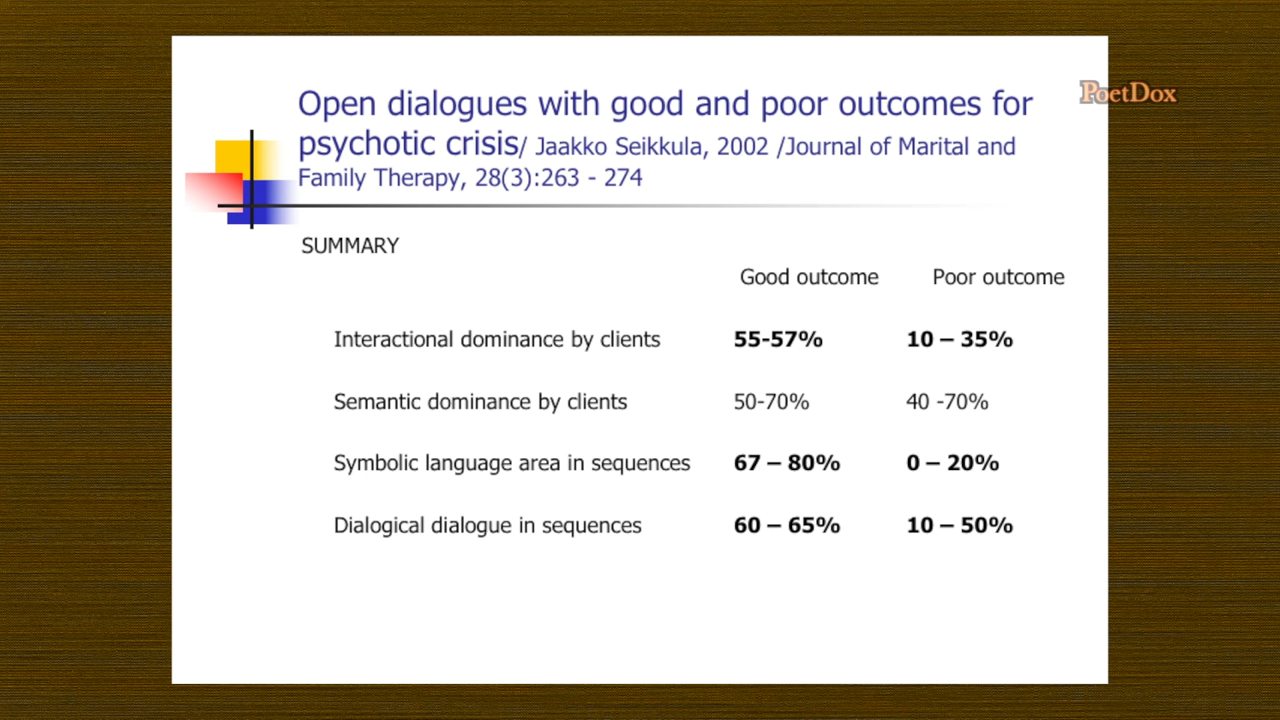 Open dialogues with good and poor outcomes for
psychotic crisis/ Jaakko Seikkula, 2002 /Journal of Marital and
Family Therapy, 28(3):263 - 274
PoetDox
SUMMARY
Good outcome Poor outcome
Interactional dominance by clients 55-57% 10 – 35%
Semantic dominance by clients 50-70% 40 -70%
Symbolic language area in sequences 67 – 80% 0 – 20%
Dialogical dialogue in sequences 60 – 65% 10 – 50%